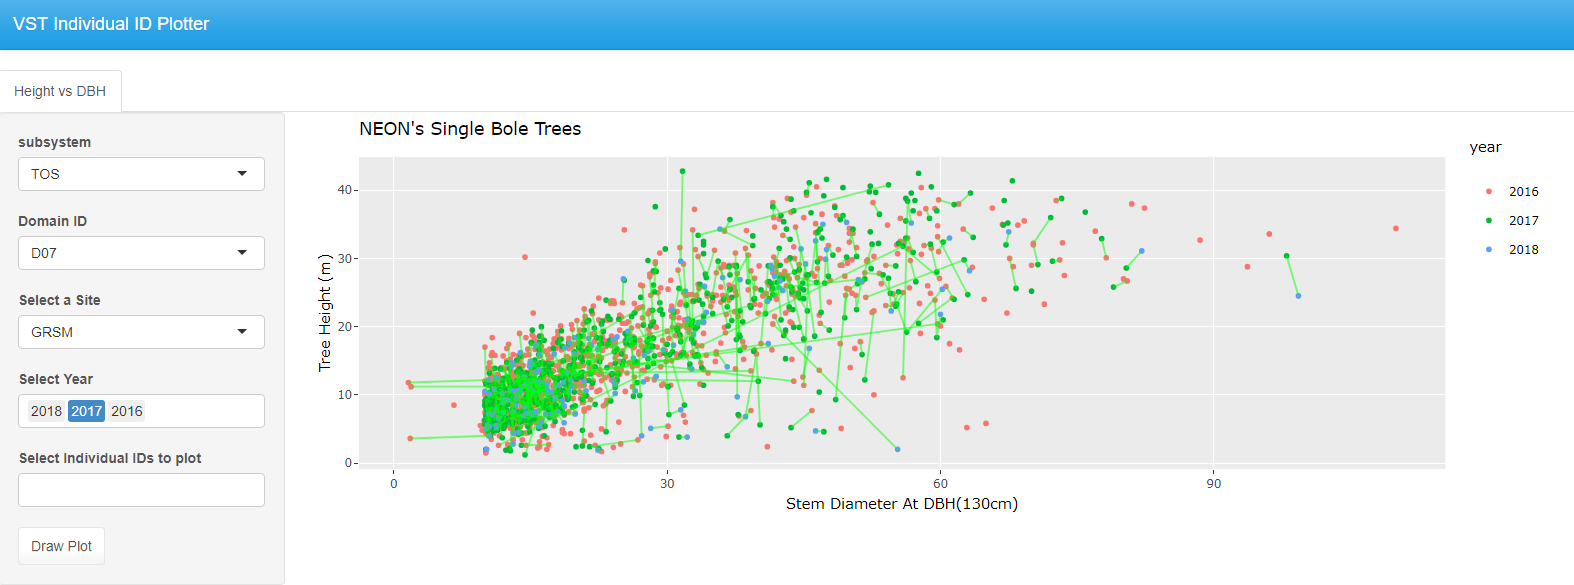 VST Individual ID Plotter
Height vs DBH
subsystem
TOS
Domain ID
D07
Select a Site
GRSM
Select Year
2018 2017 2016
Select Individual IDs to plot
Draw Plot
NEON's Single Bole Trees
Tree Height (m)
40
30
20
10
0
0 30 60 90
Stem Diameter At DBH(130cm)
year
2016
2017
2018